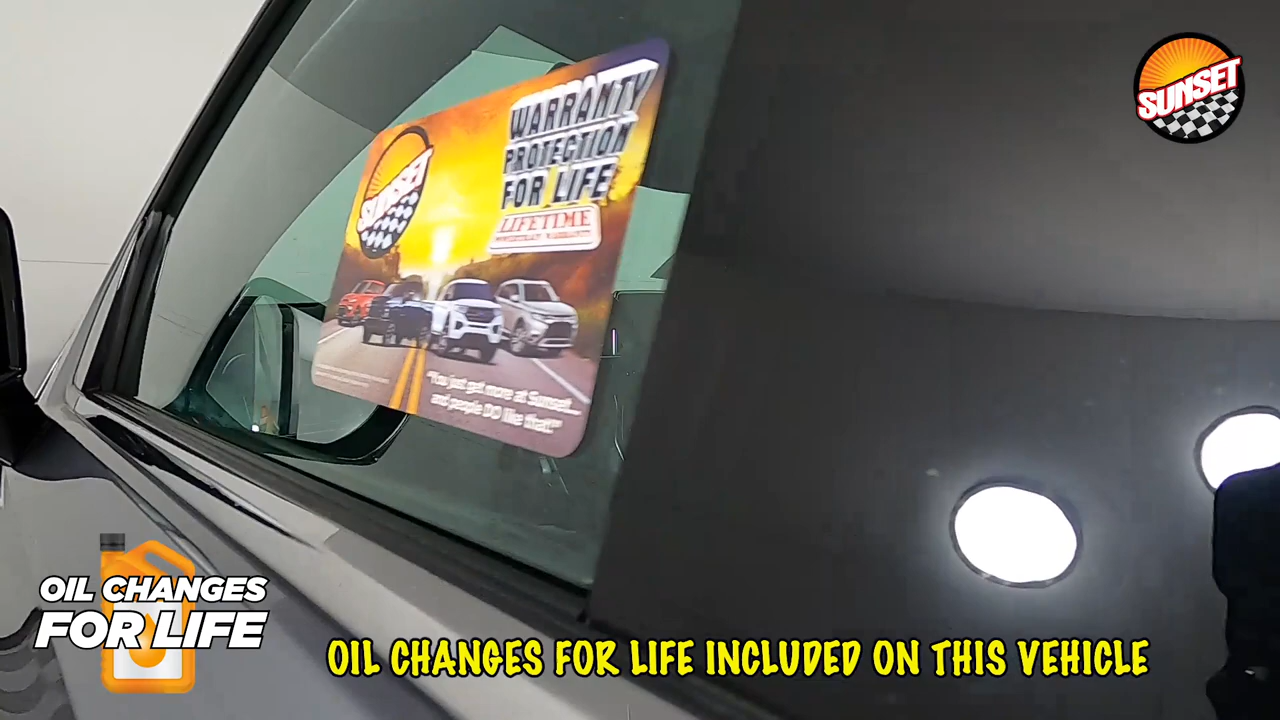 SUNSET
WARRANTY
PROTECTION
FOR LIFE
SUNSET
LIFETIME
"You just get more at Sunset...
and people DO like that!"
OIL CHANGES
FOR LIFE
OIL CHANGES FOR LIFE INCLUDED ON THIS VEHICLE